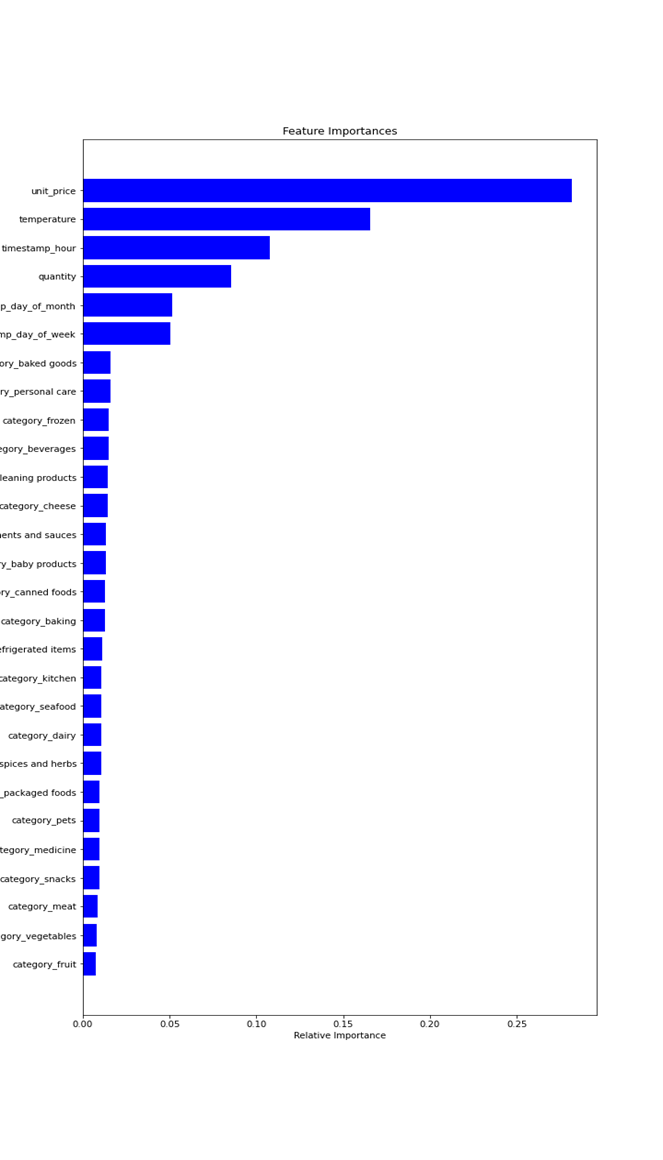 Feature Importances
unit_price
temperature
timestamp_hour
quantity
p_day_of_month
mp_day_of_week
ory_baked goods
ry_personal care
category_frozen
egory_beverages
leaning products
category_cheese
nents and sauces
ry_baby products
ory_canned foods
category_baking
efrigerated items
category_kitchen
ategory_seafood
category_dairy
spices and herbs
_packaged foods
category_pets
tegory_medicine
category_snacks
category_meat
gory_vegetables
category_fruit
0.00 0.05 0.10 0.15 0.20 0.25
Relative Importance